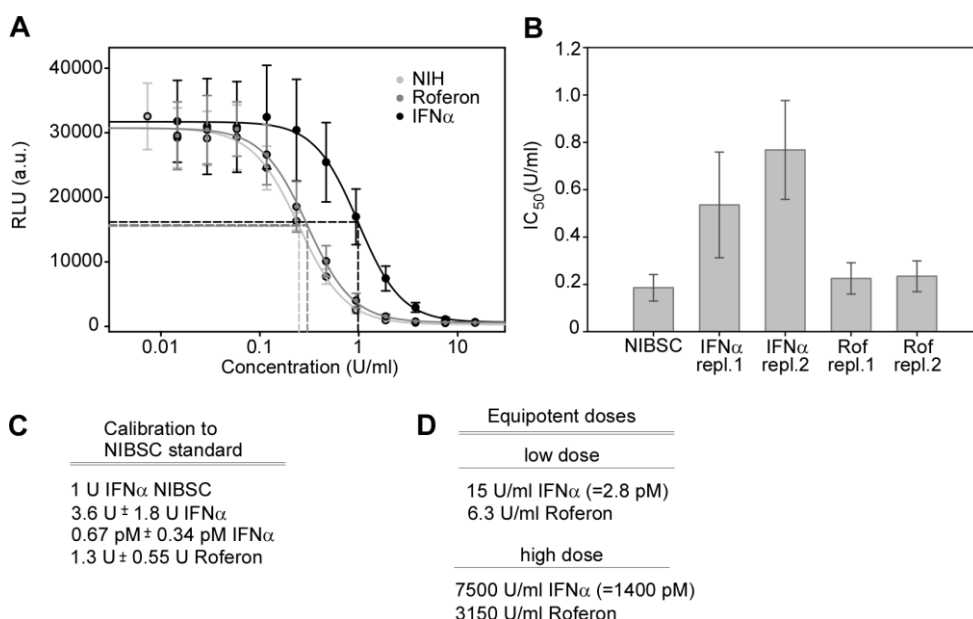 A
40000
30000
20000
10000
0
RLU (a.u.)
NIH
Roferon
IFNα
0.01
0.1
1
10
Concentration (U/ml)
B
1.2
1.0
0.8
0.6
0.4
0.2
0
IC50(U/ml)
NIBSC
IFNα
repl.1
IFNα
repl.2
Rof
repl.1
Rof
repl.2
C
Calibration to
NIBSC standard
1 U IFNα NIBSC
3.6 U ± 1.8 U IFNα
0.67 pM ± 0.34 pM IFNα
1.3 U ± 0.55 U Roferon
D
Equipotent doses
low dose
15 U/ml IFNα (=2.8 pM)
6.3 U/ml Roferon
high dose
7500 U/ml IFNα (=1400 pM)
3150 U/ml Roferon